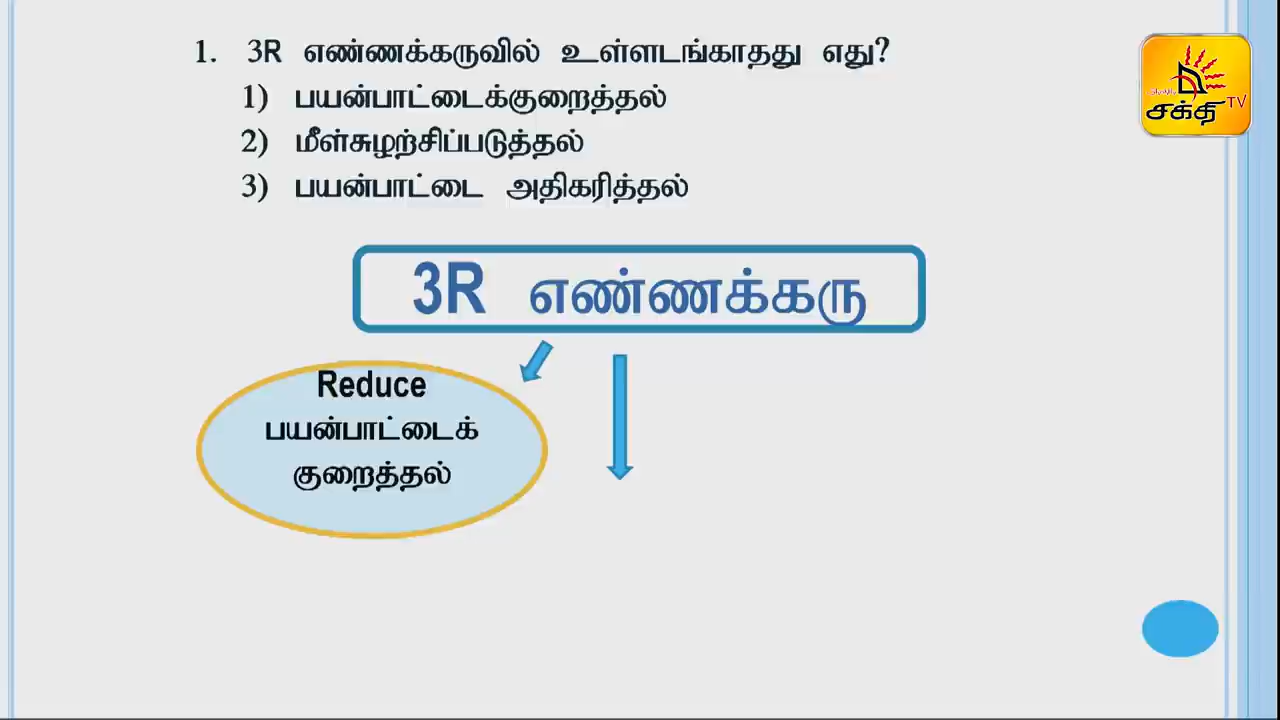 1. 3R எண்ணக்கருவில் உள்ளடங்காதது எது?
1) பயன்பாட்டைக்குறைத்தல்
2) மீள்சுழற்சிப்படுத்தல்
3) பயன்பாட்டை அதிகரித்தல்
சக்தி TV
3R எண்ணக்கரு
Reduce
பயன்பாட்டைக்
குறைத்தல்